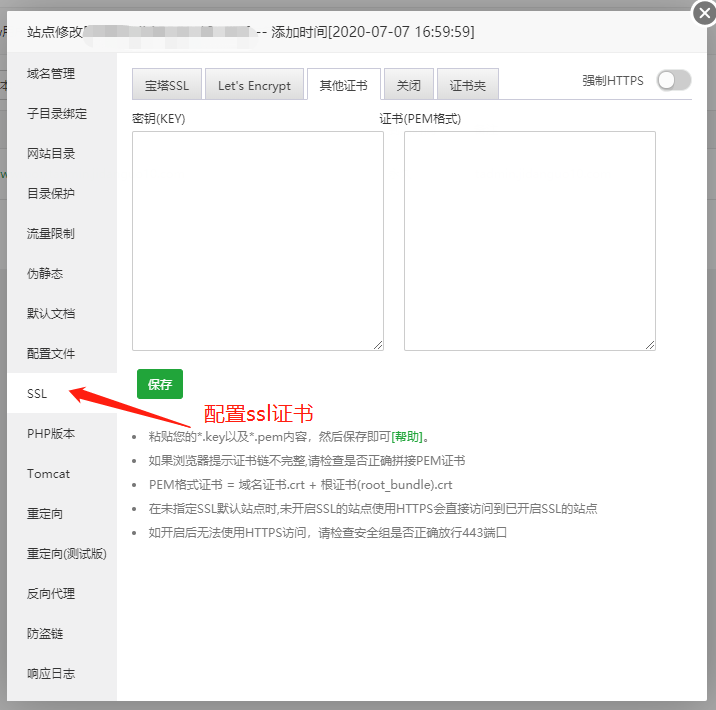 站点修改 -- 添加时间[2020-07-07 16:59:59]
域名管理
子目录绑定
网站目录
目录保护
流量限制
伪静态
默认文档
配置文件
SSL
PHP版本
Tomcat
重定向
重定向(测试版)
反向代理
防盗链
响应日志
宝塔SSL Let's Encrypt 其他证书 关闭 证书夹 强制HTTPS
密钥(KEY) 证书(PEM格式)
保存
配置ssl证书
粘贴您的*.key以及*.pem内容，然后保存即可[帮助]。
如果浏览器提示证书链不完整,请检查是否正确拼接PEM证书
PEM格式证书 = 域名证书.crt + 根证书(root_bundle).crt
在未指定SSL默认站点时,未开启SSL的站点使用HTTPS会直接访问到已开启SSL的站点
如开启后无法使用HTTPS访问，请检查安全组是否正确放行443端口